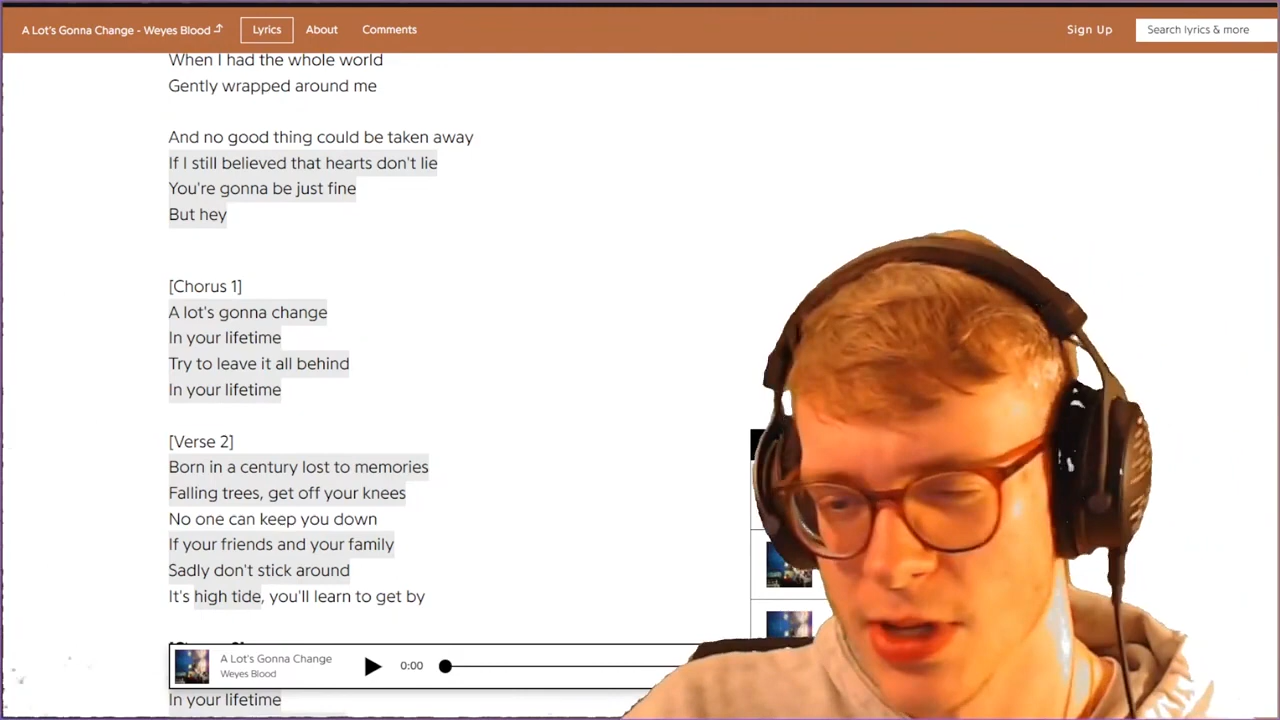 A Lot's Gonna Change - Weyes Blood
Lyrics
About
Comments
Sign Up
Search lyrics & more
When I had the whole world
Gently wrapped around me
And no good thing could be taken away
If I still believed that hearts don't lie
You're gonna be just fine
But hey
[Chorus 1]
A lot's gonna change
In your lifetime
Try to leave it all behind
In your lifetime
[Verse 2]
Born in a century lost to memories
Falling trees, get off your knees
No one can keep you down
If your friends and your family
Sadly don't stick around
It's high tide, you'll learn to get by
A Lot's Gonna Change
Weyes Blood
0:00
In your lifetime